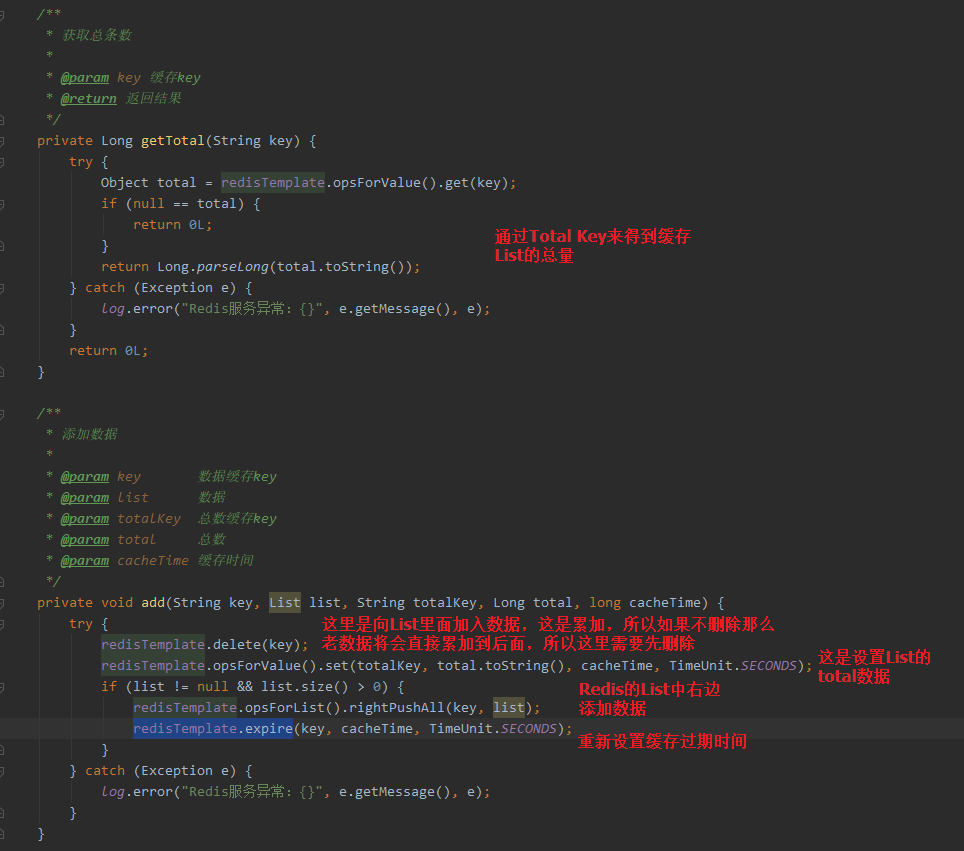 /**
* 获取总条数
*
* @param key 缓存key
* @return 返回结果
*/
private Long getTotal(String key) {
try {
Object total = redisTemplate.opsForValue().get(key);
if (null == total) {
return 0L;
}
通过Total Key来得到缓存
List的总量
return Long.parseLong(total.toString());
} catch (Exception e) {
log.error("Redis服务异常: {}", e.getMessage(), e);
}
return 0L;
}
/**
* 添加数据
*
* @param key 数据缓存key
* @param list 数据
* @param totalKey 总数缓存key
* @param total 总数
* @param cacheTime 缓存时间
*/
private void add(String key, List list, String totalKey, Long total, long cacheTime) {
try {
这里是向List里面加入数据，这是累加，所以如果不删除那么
老数据将会直接累加到后面，所以这里需要先删除
redisTemplate.delete(key);
redisTemplate.opsForValue().set(totalKey, total.toString(), cacheTime, TimeUnit.SECONDS);
这是设置List的
total数据
if (list != null && list.size() > 0) {
Redis的List中右边
添加数据
redisTemplate.opsForList().rightPushAll(key, list);
redisTemplate.expire(key, cacheTime, TimeUnit.SECONDS);
重新设置缓存过期时间
}
} catch (Exception e) {
log.error("Redis服务异常: {}", e.getMessage(), e);
}
}